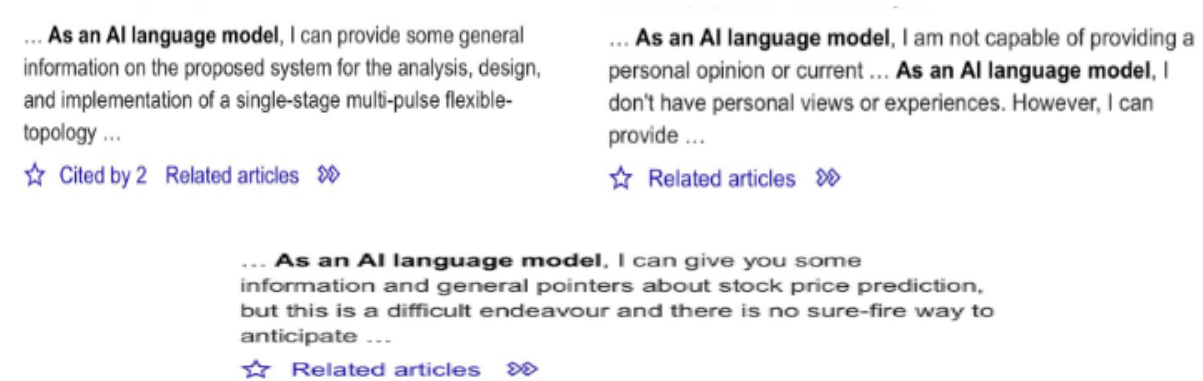 ... As an AI language model, I can provide some general
information on the proposed system for the analysis, design,
and implementation of a single-stage multi-pulse flexible-
topology ...
☆ Cited by 2 Related articles
... As an AI language model, I am not capable of providing a
personal opinion or current ... As an AI language model, I
don't have personal views or experiences. However, I can
provide ...
☆ Related articles
... As an AI language model, I can give you some
information and general pointers about stock price prediction,
but this is a difficult endeavour and there is no sure-fire way to
anticipate ...
☆ Related articles